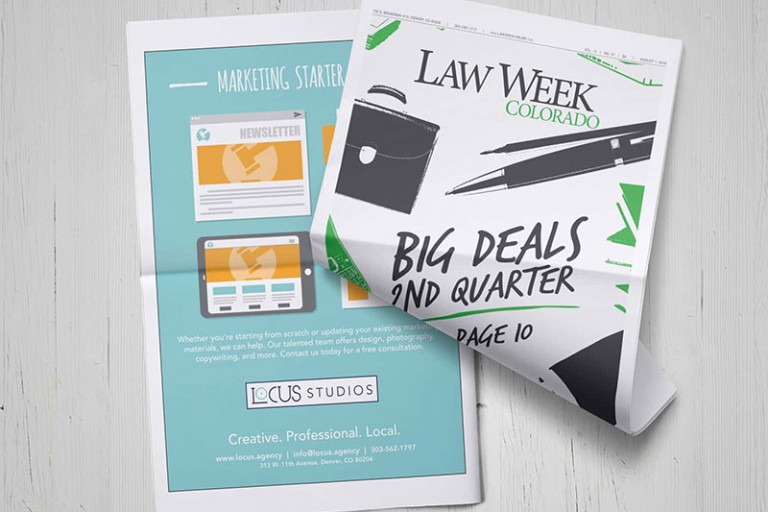 MARKETING STARTER
NEWSLETTER
Whether you're starting from scratch or updating your existing
materials, we can help. Our talented team offers design, photography,
copywriting, and more. Contact us today for a free consultation.
LOCUS STUDIOS
Creative. Professional. Local.
www.locus.agency | info@locus.agency | 303-562-1797
313 W. 11th Avenue, Denver, CO 80204
LAW WEEK
COLORADO
BIG DEALS
2ND QUARTER
PAGE 10